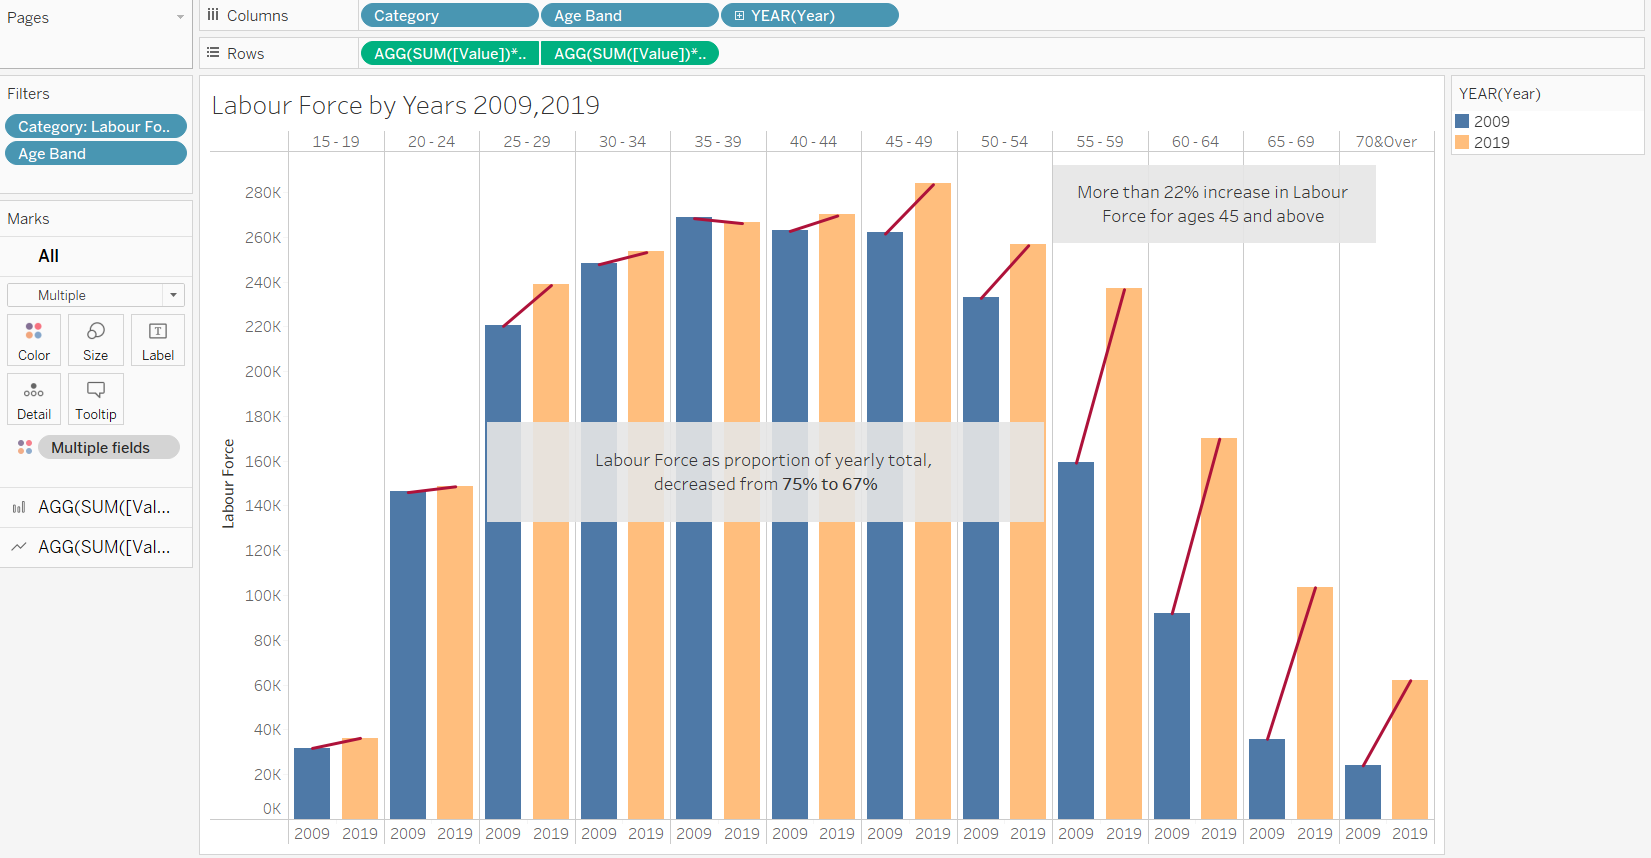 Pages
Columns
Category
Age Band
YEAR(Year)
Rows
AGG(SUM([Value])*..
AGG(SUM([Value])*..
Filters
Category: Labour Fo..
Age Band
Marks
All
Multiple
Color
Size
Label
Detail
Tooltip
Multiple fields
AGG(SUM([Val...
AGG(SUM([Val...
Labour Force by Years 2009,2019
15 - 19
20 - 24
25 - 29
30 - 34
35 - 39
40 - 44
45 - 49
50 - 54
55 - 59
60 - 64
65 - 69
70&Over
More than 22% increase in Labour
Force for ages 45 and above
Labour Force as proportion of yearly total,
decreased from 75% to 67%
Labour Force
280K
260K
240K
220K
200K
180K
160K
140K
120K
100K
80K
60K
40K
20K
0K
2009 2019 2009 2019 2009 2019 2009 2019 2009 2019 2009 2019 2009 2019 2009 2019 2009 2019 2009 2019 2009 2019 2009 2019
YEAR(Year)
2009
2019